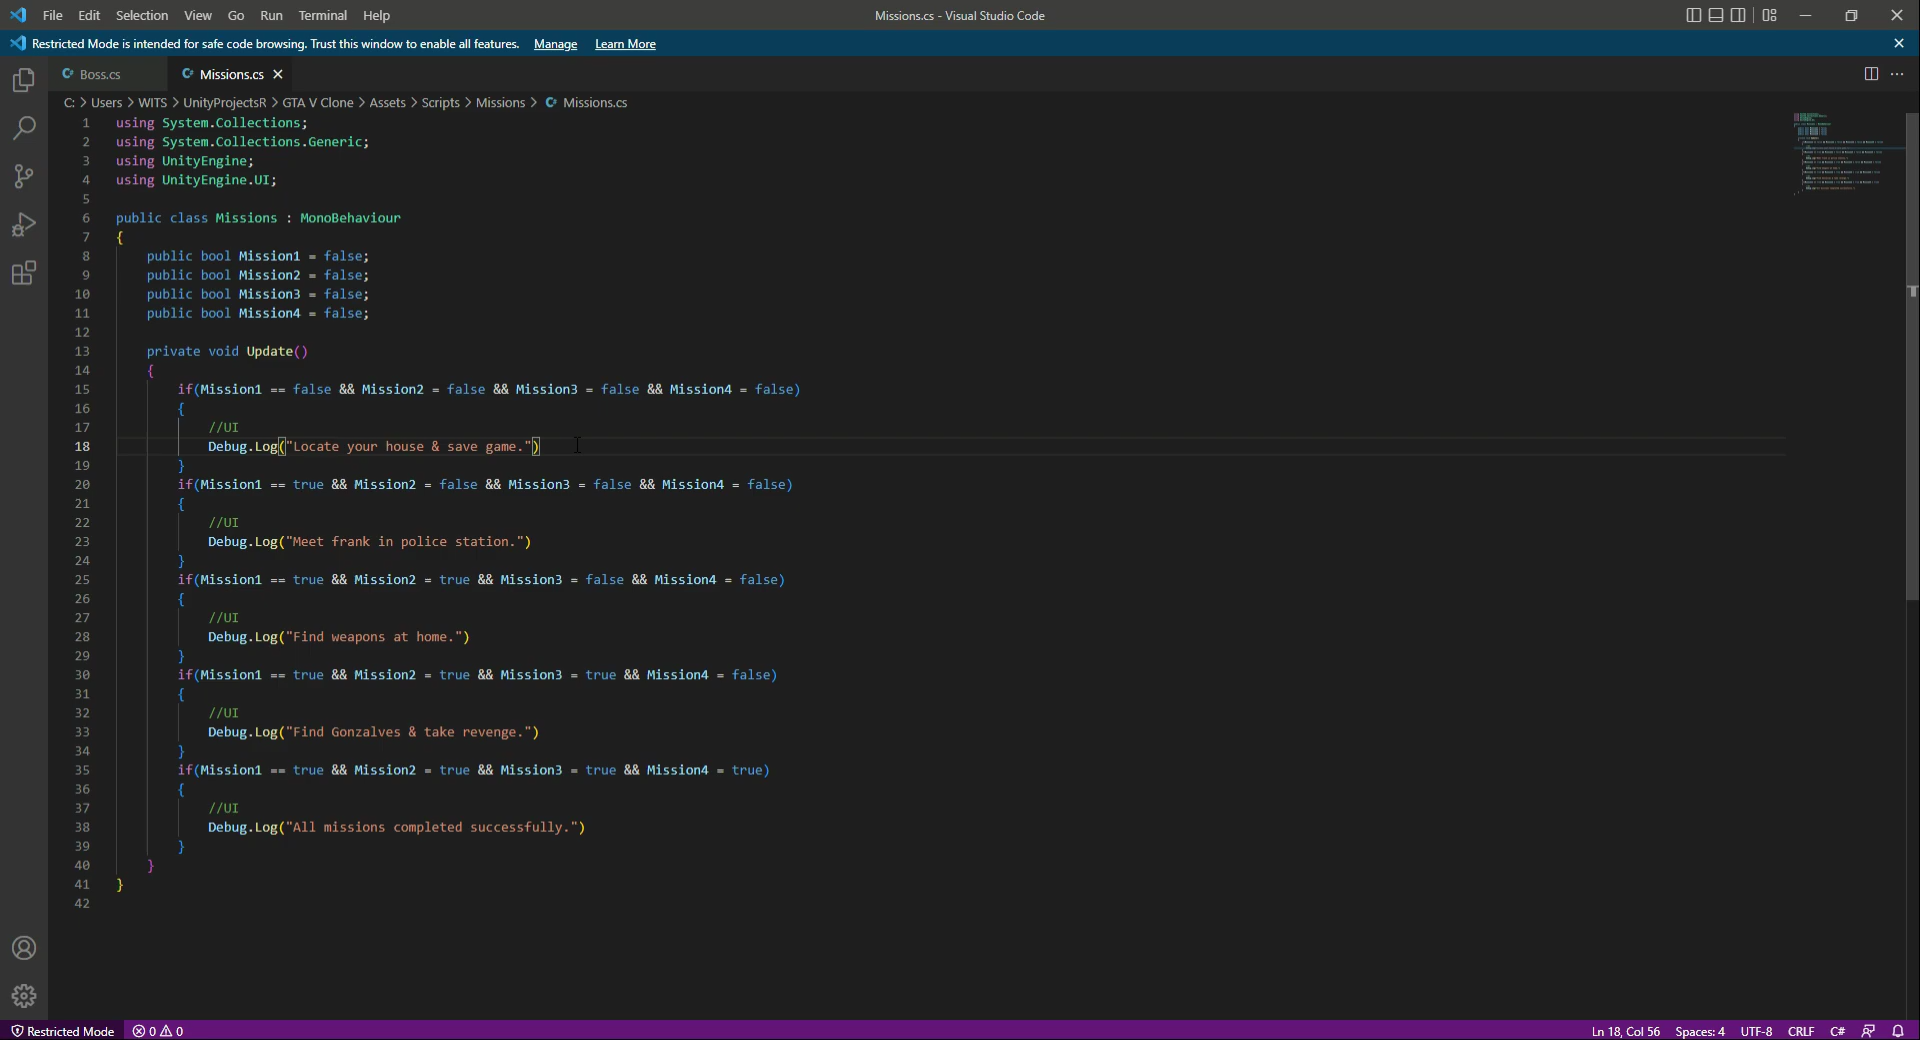 File Edit Selection View Go Run Terminal Help Missions.cs - Visual Studio Code
Restricted Mode is intended for safe code browsing. Trust this window to enable all features. Manage Learn More
Boss.cs Missions.cs
C: > Users > WITS > UnityProjectsR > GTA V Clone > Assets > Scripts > Missions > Missions.cs
1 using System.Collections;
2 using System.Collections.Generic;
3 using UnityEngine;
4 using UnityEngine.UI;
5
6 public class Missions : MonoBehaviour
7 {
8 public bool Mission1 = false;
9 public bool Mission2 = false;
10 public bool Mission3 = false;
11 public bool Mission4 = false;
12
13 private void Update()
14 {
15 if(Mission1 == false && Mission2 = false && Mission3 = false && Mission4 = false)
16 {
17 //UI
18 Debug.Log("Locate your house & save game.")
19 }
20 if(Mission1 == true && Mission2 = false && Mission3 = false && Mission4 = false)
21 {
22 //UI
23 Debug.Log("Meet frank in police station.")
24 }
25 if(Mission1 == true && Mission2 = true && Mission3 = false && Mission4 = false)
26 {
27 //UI
28 Debug.Log("Find weapons at home.")
29 }
30 if(Mission1 == true && Mission2 = true && Mission3 = true && Mission4 = false)
31 {
32 //UI
33 Debug.Log("Find Gonzalves & take revenge.")
34 }
35 if(Mission1 == true && Mission2 = true && Mission3 = true && Mission4 = true)
36 {
37 //UI
38 Debug.Log("All missions completed successfully.")
39 }
40 }
41 }
42
Restricted Mode 0 0 Ln 18, Col 56 Spaces: 4 UTF-8 CRLF C#